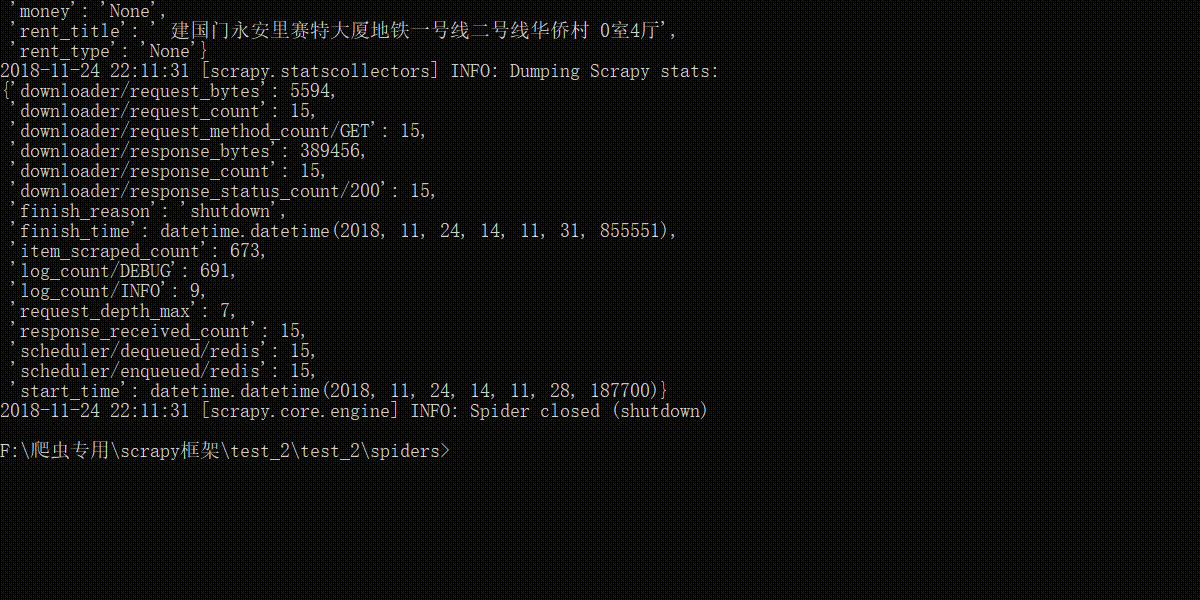 'money': 'None',
'rent_title': ' 建国门永安里赛特大厦地铁一号线二号线华侨村 0室4厅',
'rent_type': 'None'}
2018-11-24 22:11:31 [scrapy.statscollectors] INFO: Dumping Scrapy stats:
{'downloader/request_bytes': 5594,
'downloader/request_count': 15,
'downloader/request_method_count/GET': 15,
'downloader/response_bytes': 389456,
'downloader/response_count': 15,
'downloader/response_status_count/200': 15,
'finish_reason': 'shutdown',
'finish_time': datetime.datetime(2018, 11, 24, 14, 11, 31, 855551),
'item_scraped_count': 673,
'log_count/DEBUG': 691,
'log_count/INFO': 9,
'request_depth_max': 7,
'response_received_count': 15,
'scheduler/dequeued/redis': 15,
'scheduler/enqueued/redis': 15,
'start_time': datetime.datetime(2018, 11, 24, 14, 11, 28, 187700)}
2018-11-24 22:11:31 [scrapy.core.engine] INFO: Spider closed (shutdown)
F:\爬虫专用\scrapy框架\test_2\test_2\spiders>